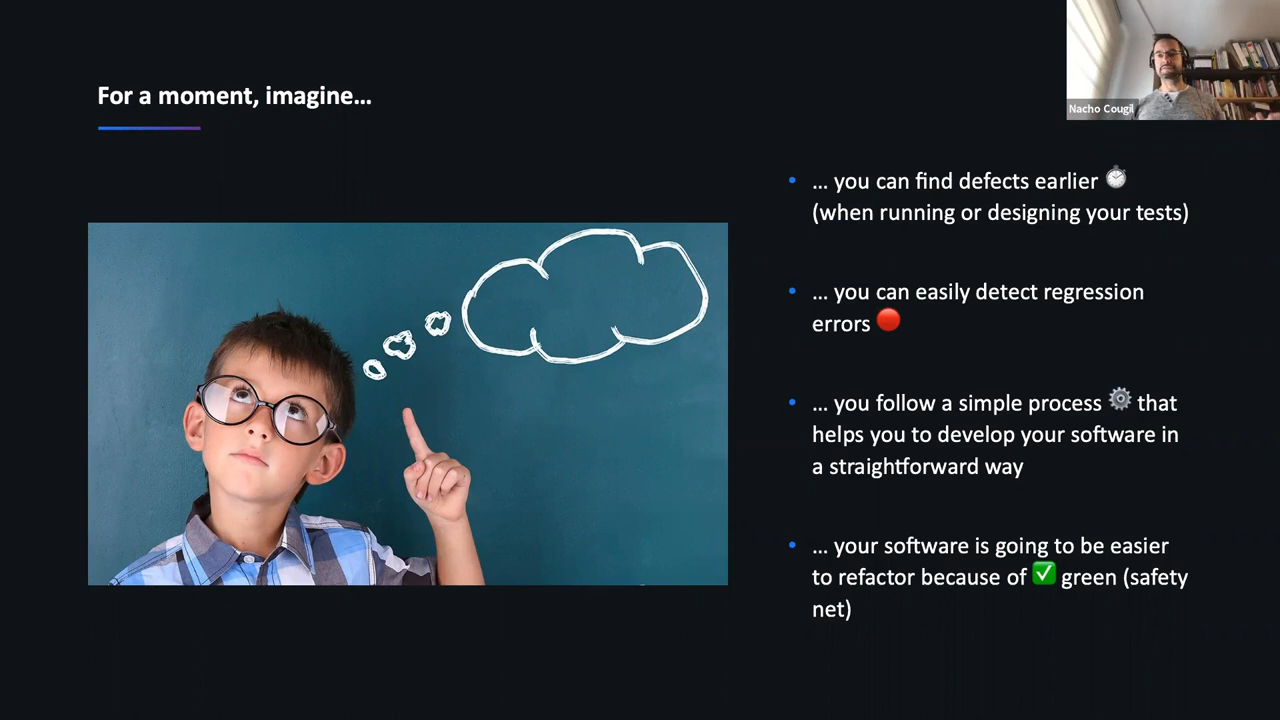 For a moment, imagine...
Nacho Cougil
... you can find defects earlier ⏱
(when running or designing your tests)
... you can easily detect regression
errors 🔴
... you follow a simple process ⚙ that
helps you to develop your software in
a straightforward way
... your software is going to be easier
to refactor because of ✅ green (safety
net)